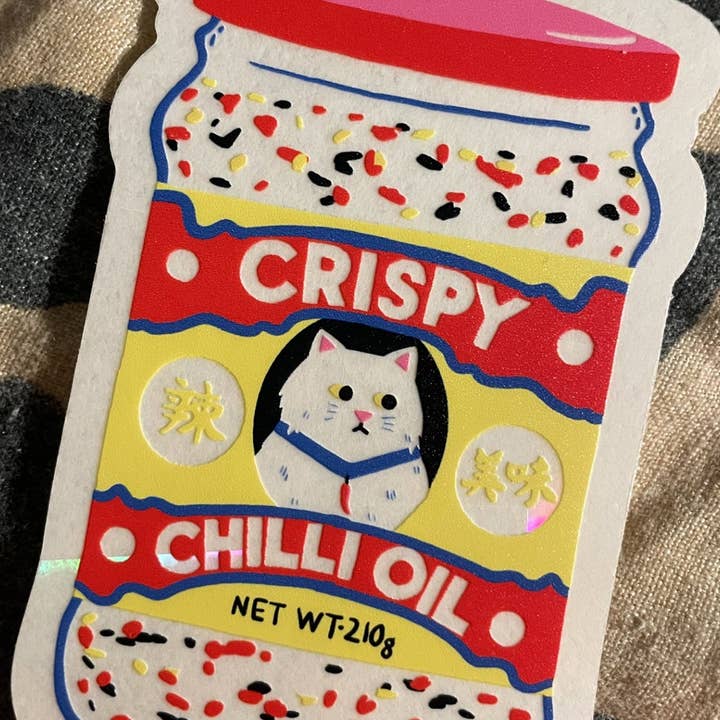 CRISPY
辣
美味
CHILLI OIL
NET WT·210g